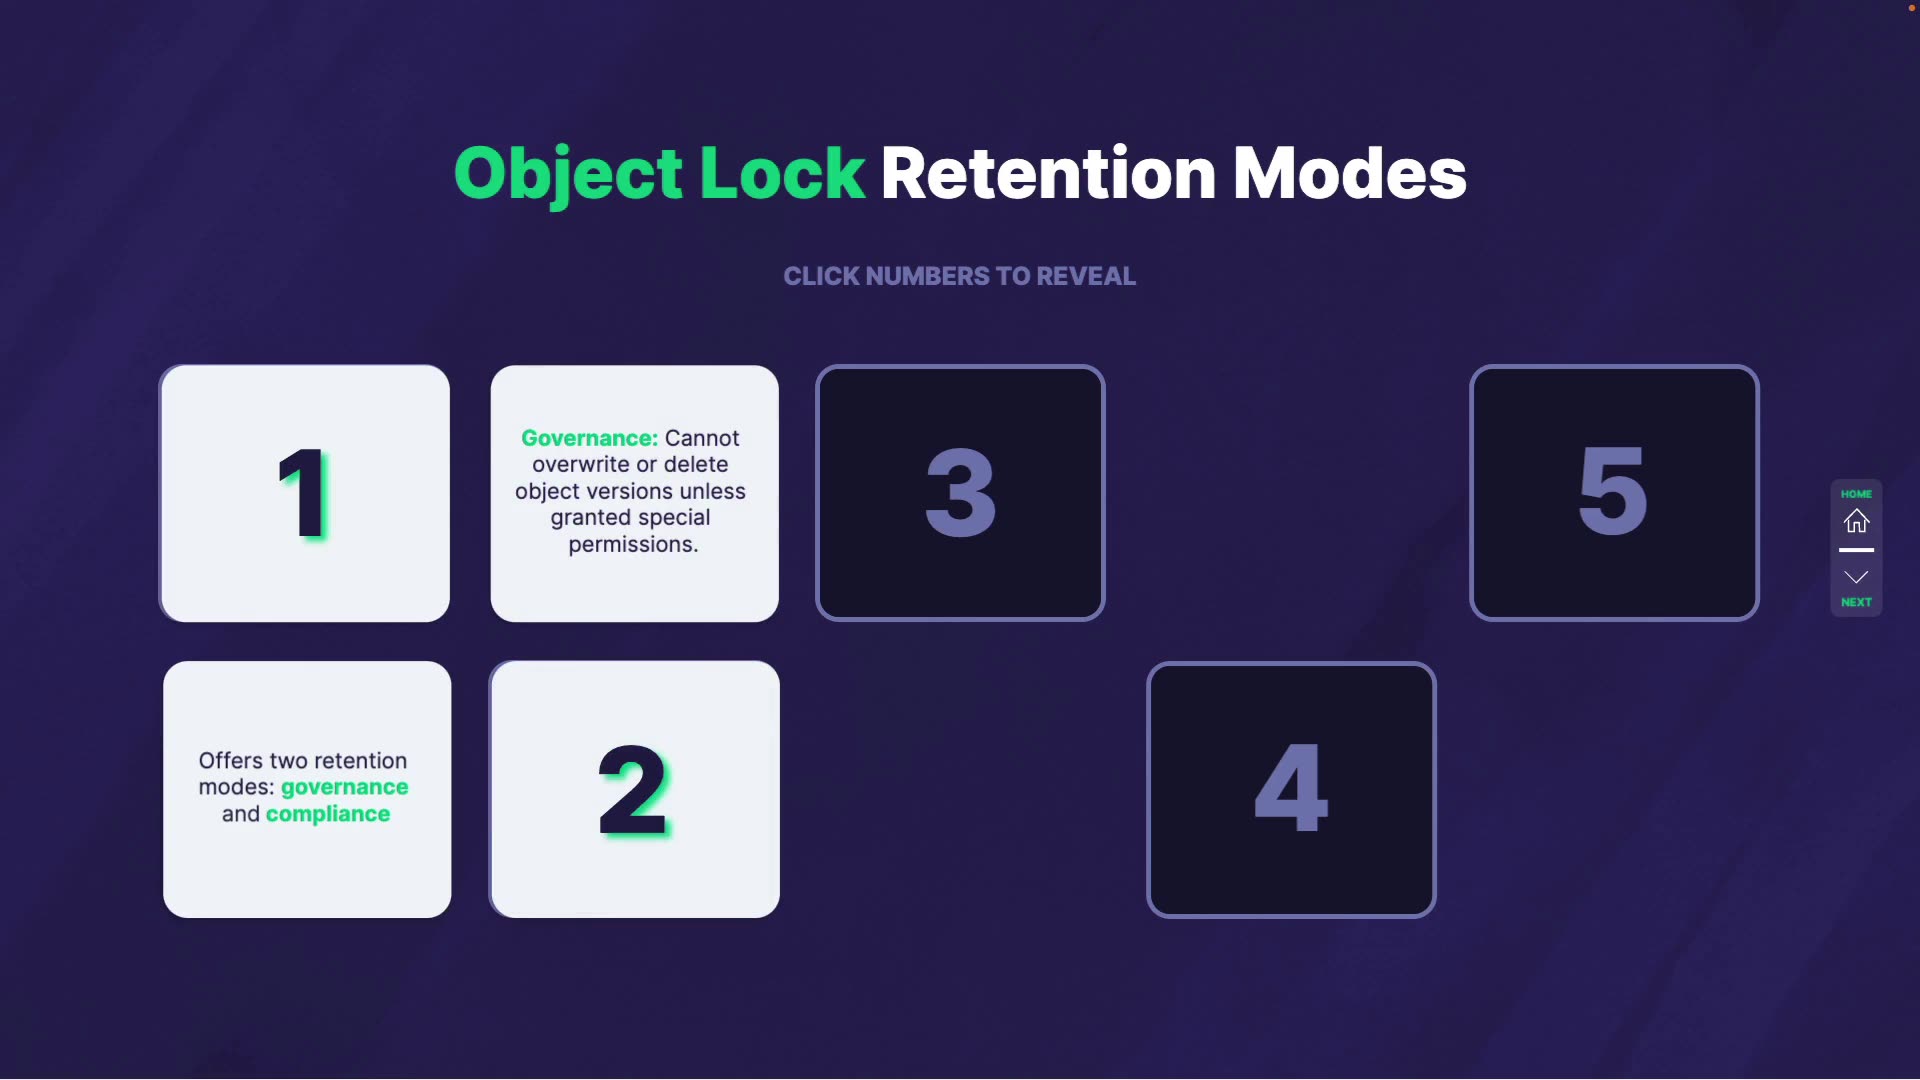 Object Lock Retention Modes
CLICK NUMBERS TO REVEAL
1
Governance: Cannot
overwrite or delete
object versions unless
granted special
permissions.
3
5
HOME
NEXT
Offers two retention
modes: governance
and compliance
2
4